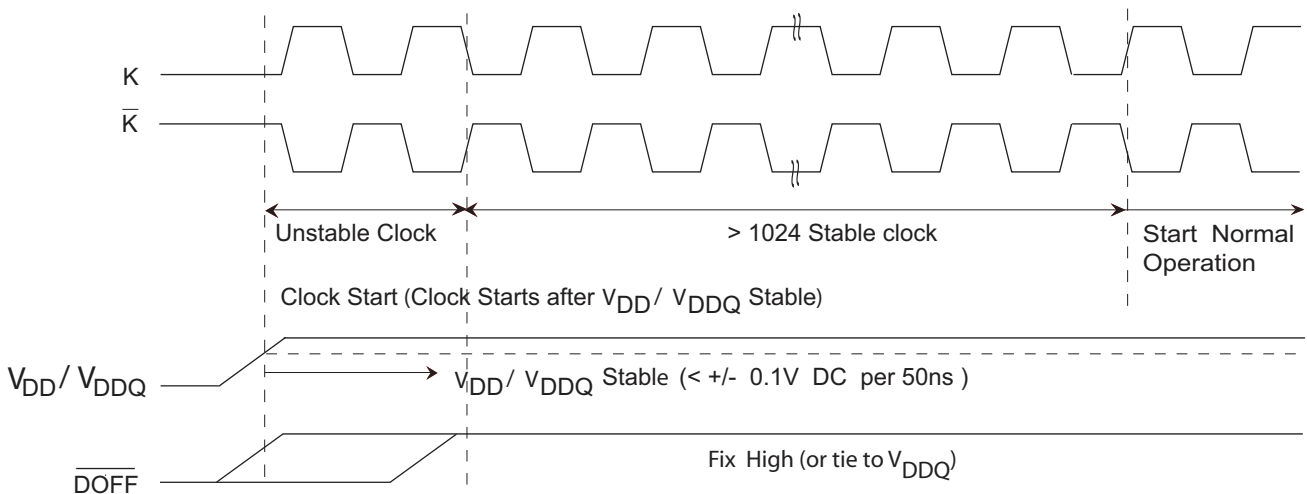 K
K̅
Unstable Clock
> 1024 Stable clock
Start Normal
Operation
Clock Start (Clock Starts after VDD / VDDQ Stable)
VDD / VDDQ
VDD / VDDQ Stable (< +/- 0.1V DC per 50ns )
D̅O̅F̅F̅
Fix High (or tie to VDDQ)